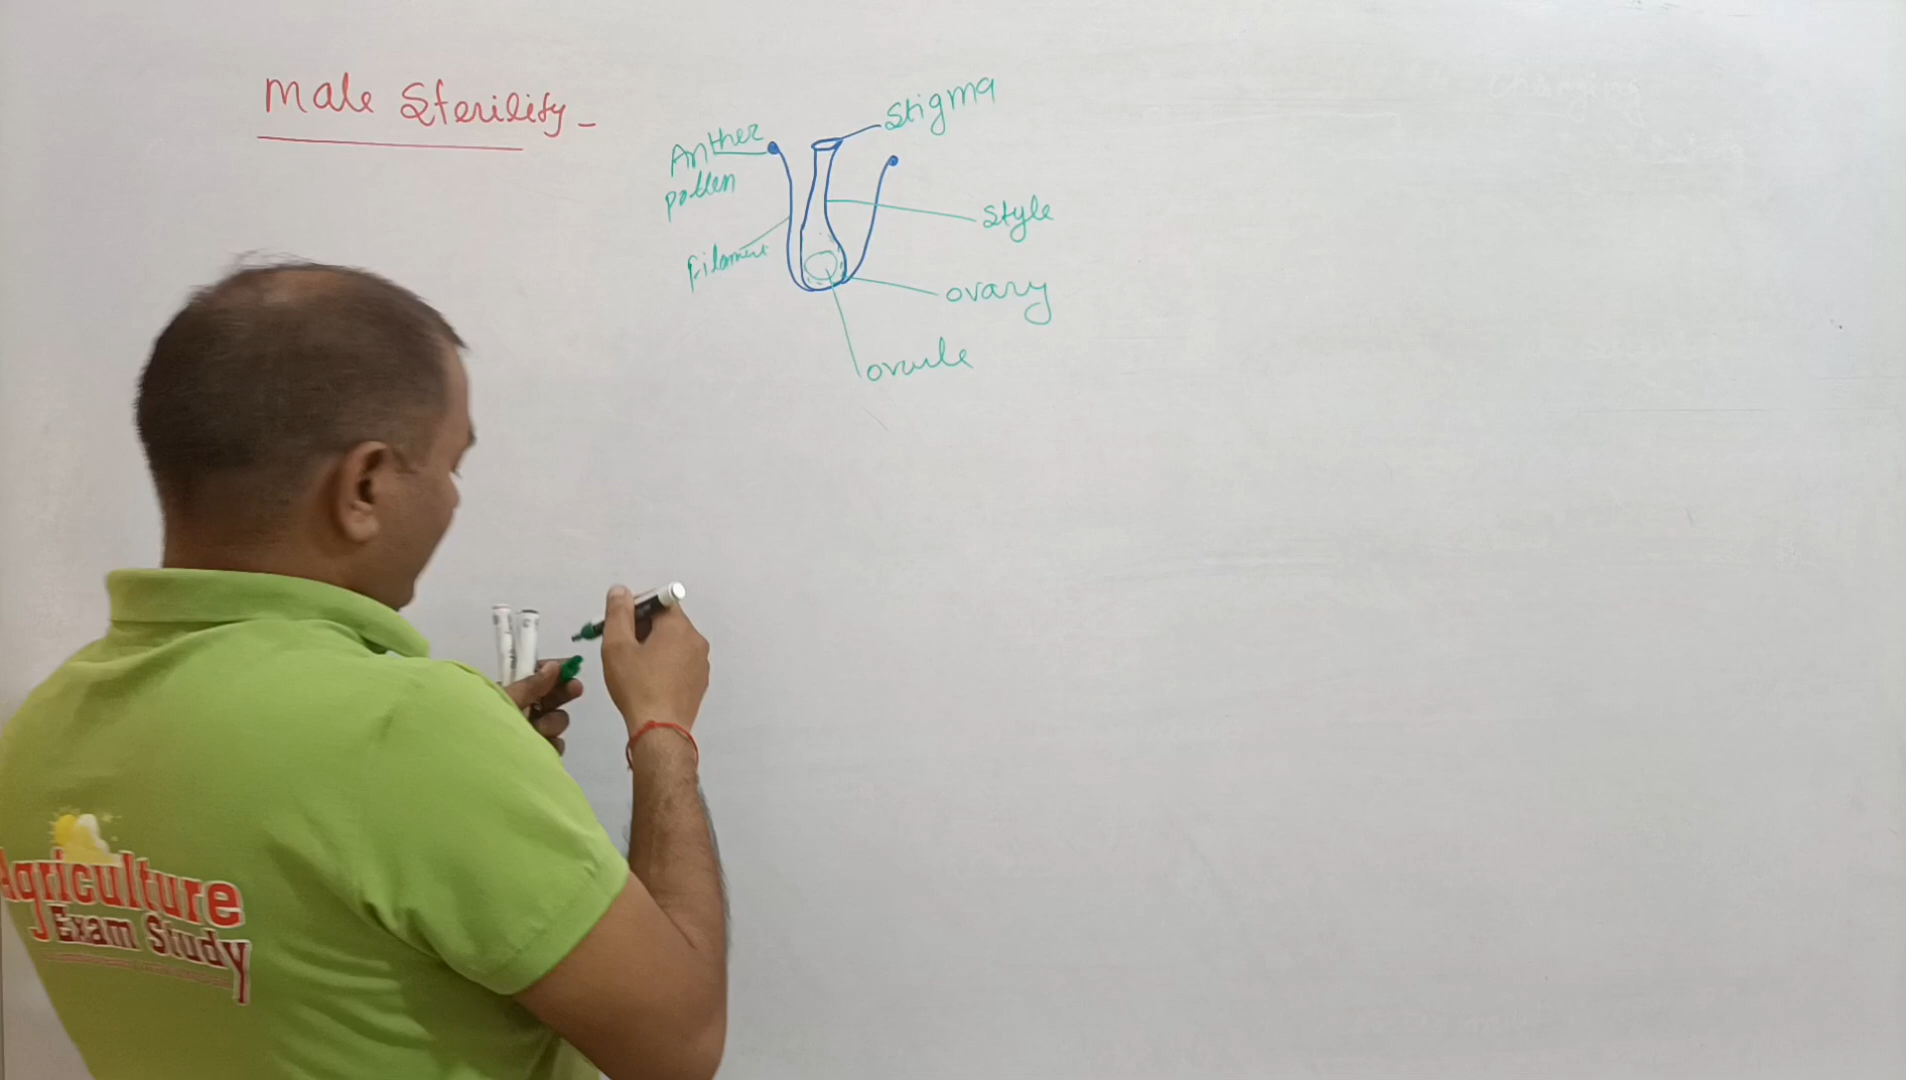 Male Sterility -
Stigma
Anther
pollen
Style
Filament
ovary
ovule
Agriculture
Exam Study